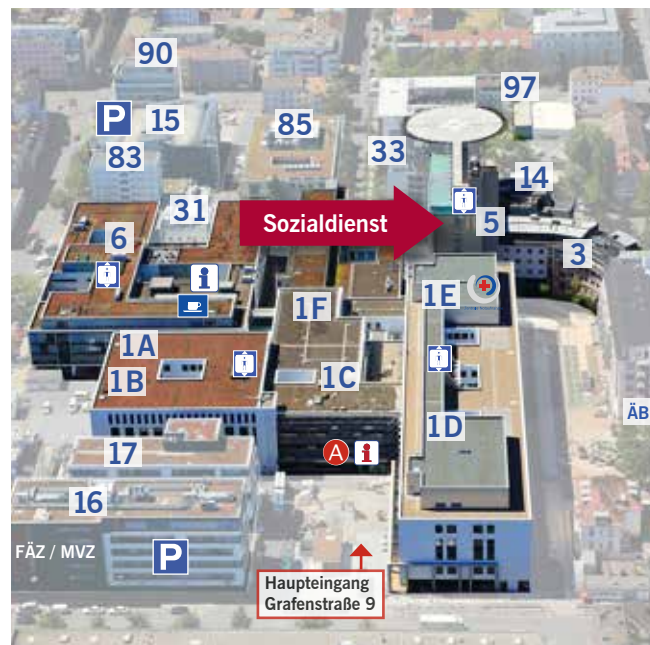 90
97
P
15
85
33
83
14
31
Sozialdienst
5
6
3
i
1E
1F
1A
1B
1C
1D
ÄB
17
A
i
16
FÄZ / MVZ
P
Haupteingang
Grafenstraße 9